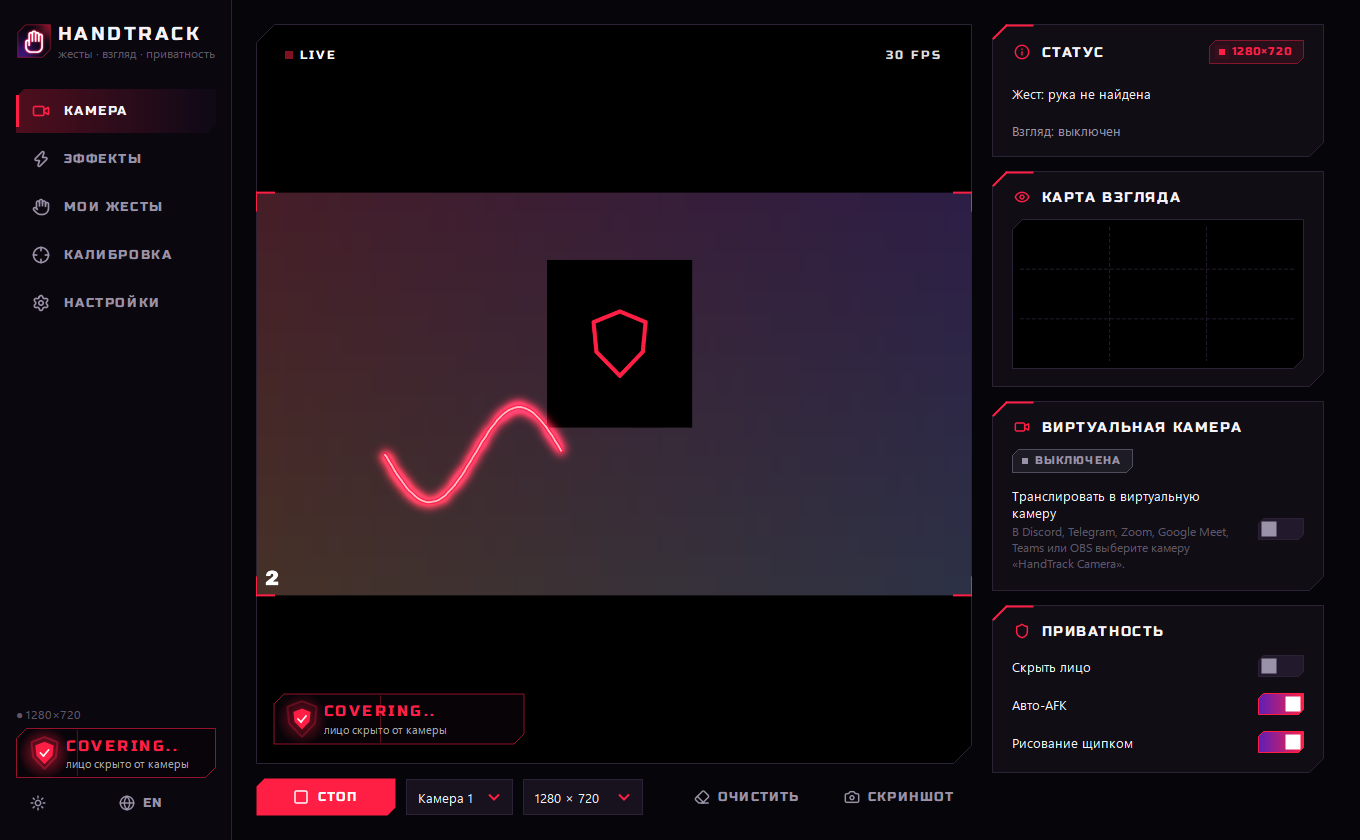 HANDTRACK
жесты · взгляд · приватность
КАМЕРА
ЭФФЕКТЫ
МОИ ЖЕСТЫ
КАЛИБРОВКА
НАСТРОЙКИ
1280×720
COVERING..
лицо скрыто от камеры
EN
LIVE
30 FPS
2
COVERING..
лицо скрыто от камеры
СТОП
Камера 1
1280 × 720
ОЧИСТИТЬ
СКРИНШОТ
СТАТУС
1280×720
Жест: рука не найдена
Взгляд: выключен
КАРТА ВЗГЛЯДА
ВИРТУАЛЬНАЯ КАМЕРА
ВЫКЛЮЧЕНА
Транслировать в виртуальную
камеру
В Discord, Telegram, Zoom, Google Meet,
Teams или OBS выберите камеру
«HandTrack Camera».
ПРИВАТНОСТЬ
Скрыть лицо
Авто-AFK
Рисование щипком